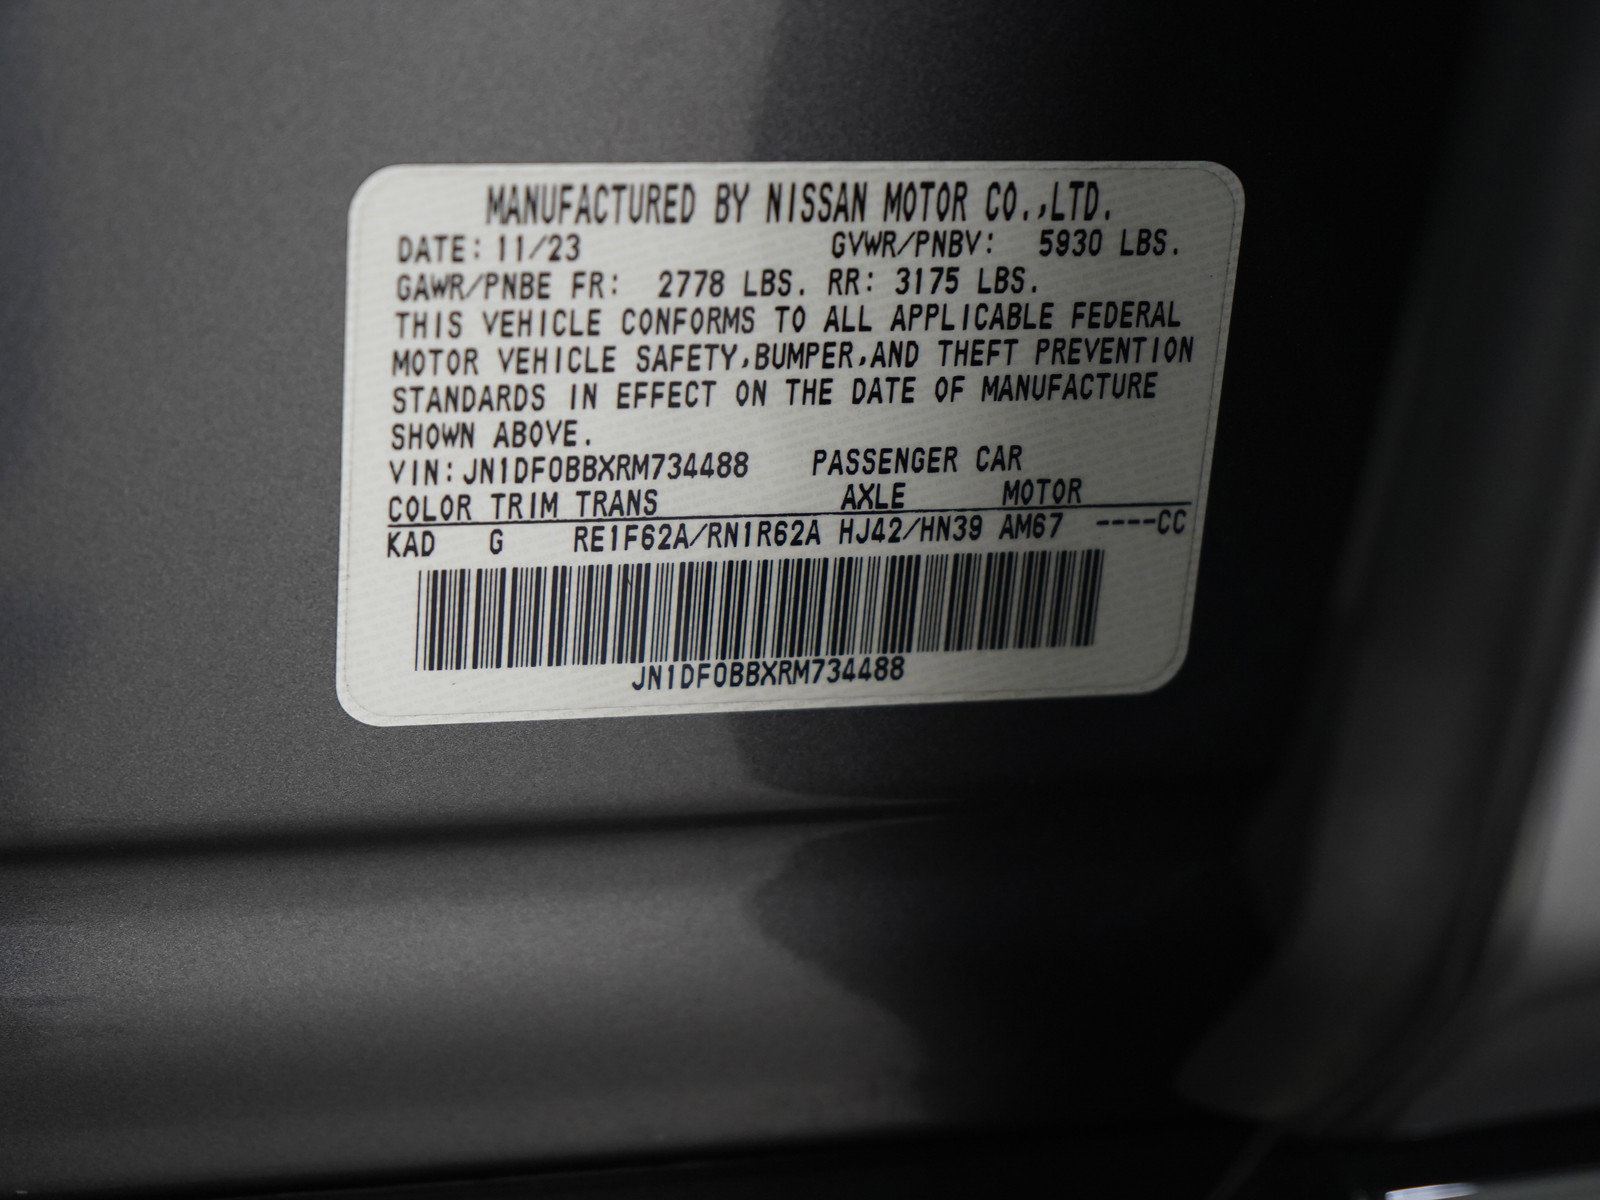 MANUFACTURED BY NISSAN MOTOR CO.,LTD.
DATE: 11/23 GVWR/PNBV: 5930 LBS.
GAWR/PNBE FR: 2778 LBS. RR: 3175 LBS.
THIS VEHICLE CONFORMS TO ALL APPLICABLE FEDERAL
MOTOR VEHICLE SAFETY,BUMPER,AND THEFT PREVENTION
STANDARDS IN EFFECT ON THE DATE OF MANUFACTURE
SHOWN ABOVE.
VIN:JN1DF0BBXRM734488 PASSENGER CAR
COLOR TRIM TRANS AXLE MOTOR
KAD G RE1F62A/RN1R62A HJ42/HN39 AM67 ----CC
JN1DF0BBXRM734488